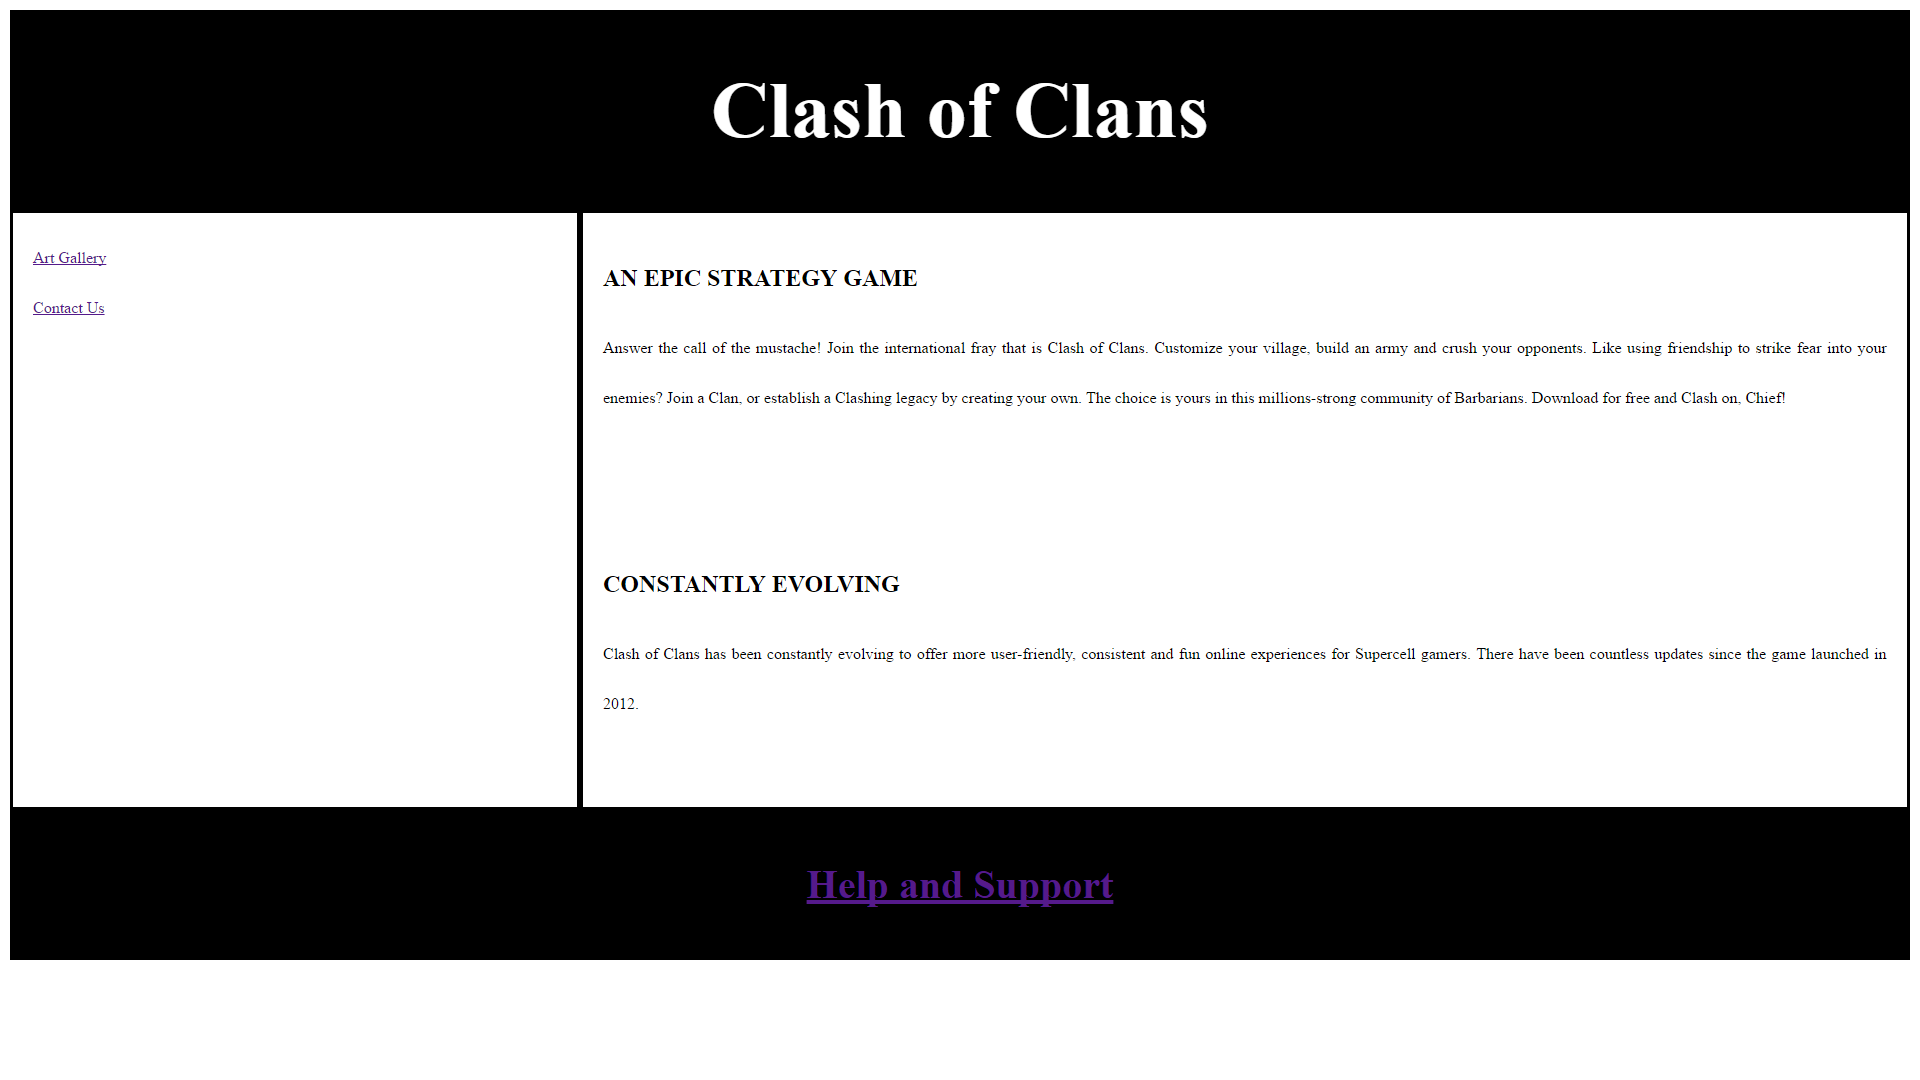 Clash of Clans
Art Gallery
Contact Us
AN EPIC STRATEGY GAME
Answer the call of the mustache! Join the international fray that is Clash of Clans. Customize your village, build an army and crush your opponents. Like using friendship to strike fear into your
enemies? Join a Clan, or establish a Clashing legacy by creating your own. The choice is yours in this millions-strong community of Barbarians. Download for free and Clash on, Chief!
CONSTANTLY EVOLVING
Clash of Clans has been constantly evolving to offer more user-friendly, consistent and fun online experiences for Supercell gamers. There have been countless updates since the game launched in
2012.
Help and Support